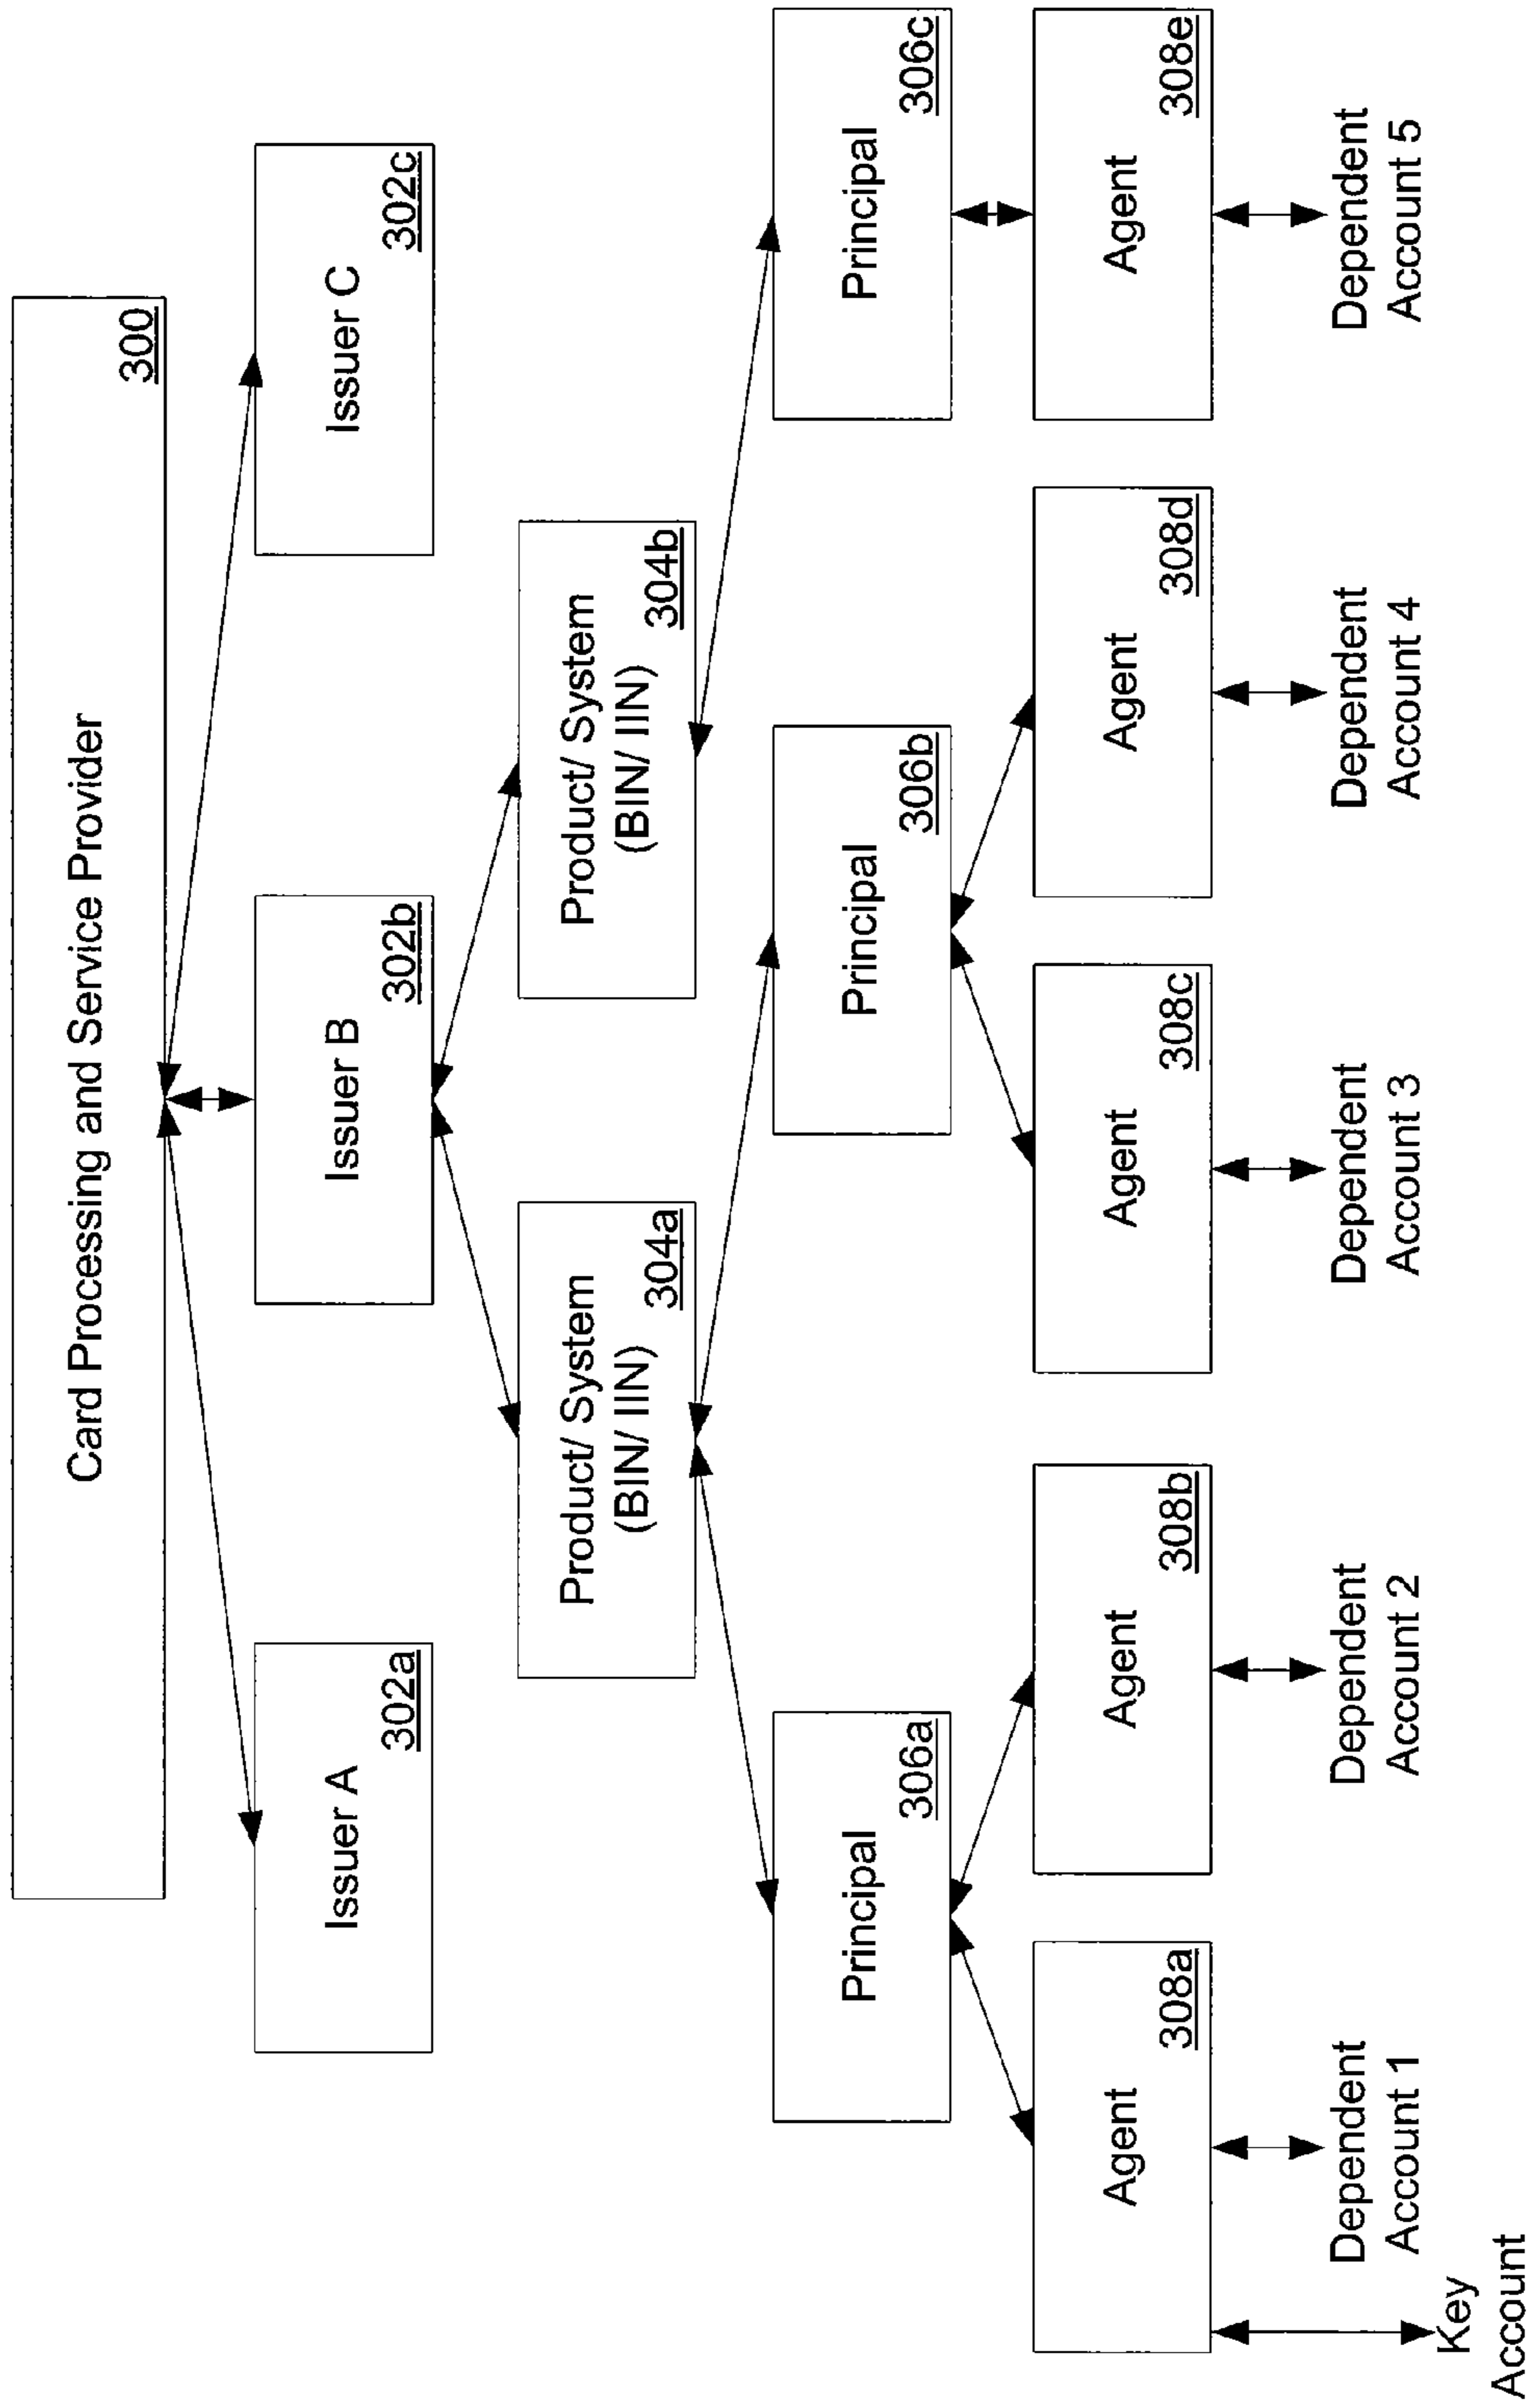 Card Processing and Service Provider
300
Issuer A
302a
Issuer B
302b
Issuer C
302c
Product/ System
(BIN/ IIN)
304a
Product/ System
(BIN/ IIN)
304b
Principal
306a
Principal
306b
Principal
306c
Agent
308a
Agent
308b
Agent
308c
Agent
308d
Agent
308e
Key
Account
Dependent
Account 1
Dependent
Account 2
Dependent
Account 3
Dependent
Account 4
Dependent
Account 5